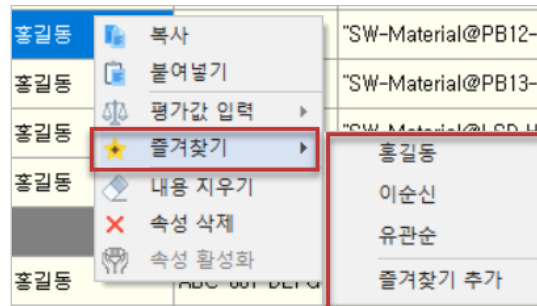 홍길동
복사
"SW-Material@PB12-
붙여넣기
홍길동
"SW-Material@PB13-
평가값 입력
홍길동
즐겨찾기
홍길동
홍길동
내용 지우기
이순신
속성 삭제
유관순
속성 활성화
홍길동
즐겨찾기 추가